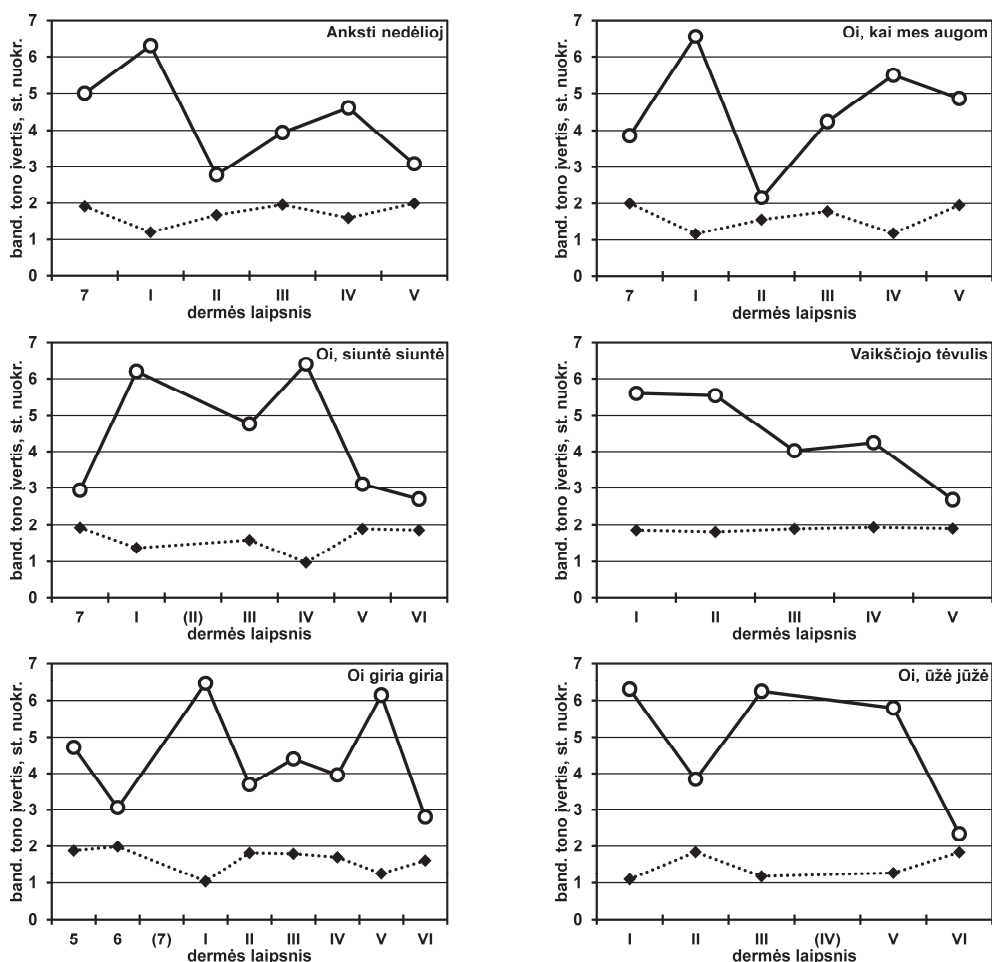 Anksti nedėlioj
band. tono įvertis, st. nuokr.
7
6
5
4
3
2
1
0
7 I II III IV V
dermės laipsnis
Oi, kai mes augom
band. tono įvertis, st. nuokr.
7
6
5
4
3
2
1
0
7 I II III IV V
dermės laipsnis
Oi, siuntė siuntė
band. tono įvertis, st. nuokr.
7
6
5
4
3
2
1
0
7 I (II) III IV V VI
dermės laipsnis
Vaikščiojo tėvulis
band. tono įvertis, st. nuokr.
7
6
5
4
3
2
1
0
I II III IV V
dermės laipsnis
Oi giria giria
band. tono įvertis, st. nuokr.
7
6
5
4
3
2
1
0
5 6 (7) I II III IV V VI
dermės laipsnis
Oi, ūžė jūžė
band. tono įvertis, st. nuokr.
7
6
5
4
3
2
1
0
I II III (IV) V VI
dermės laipsnis